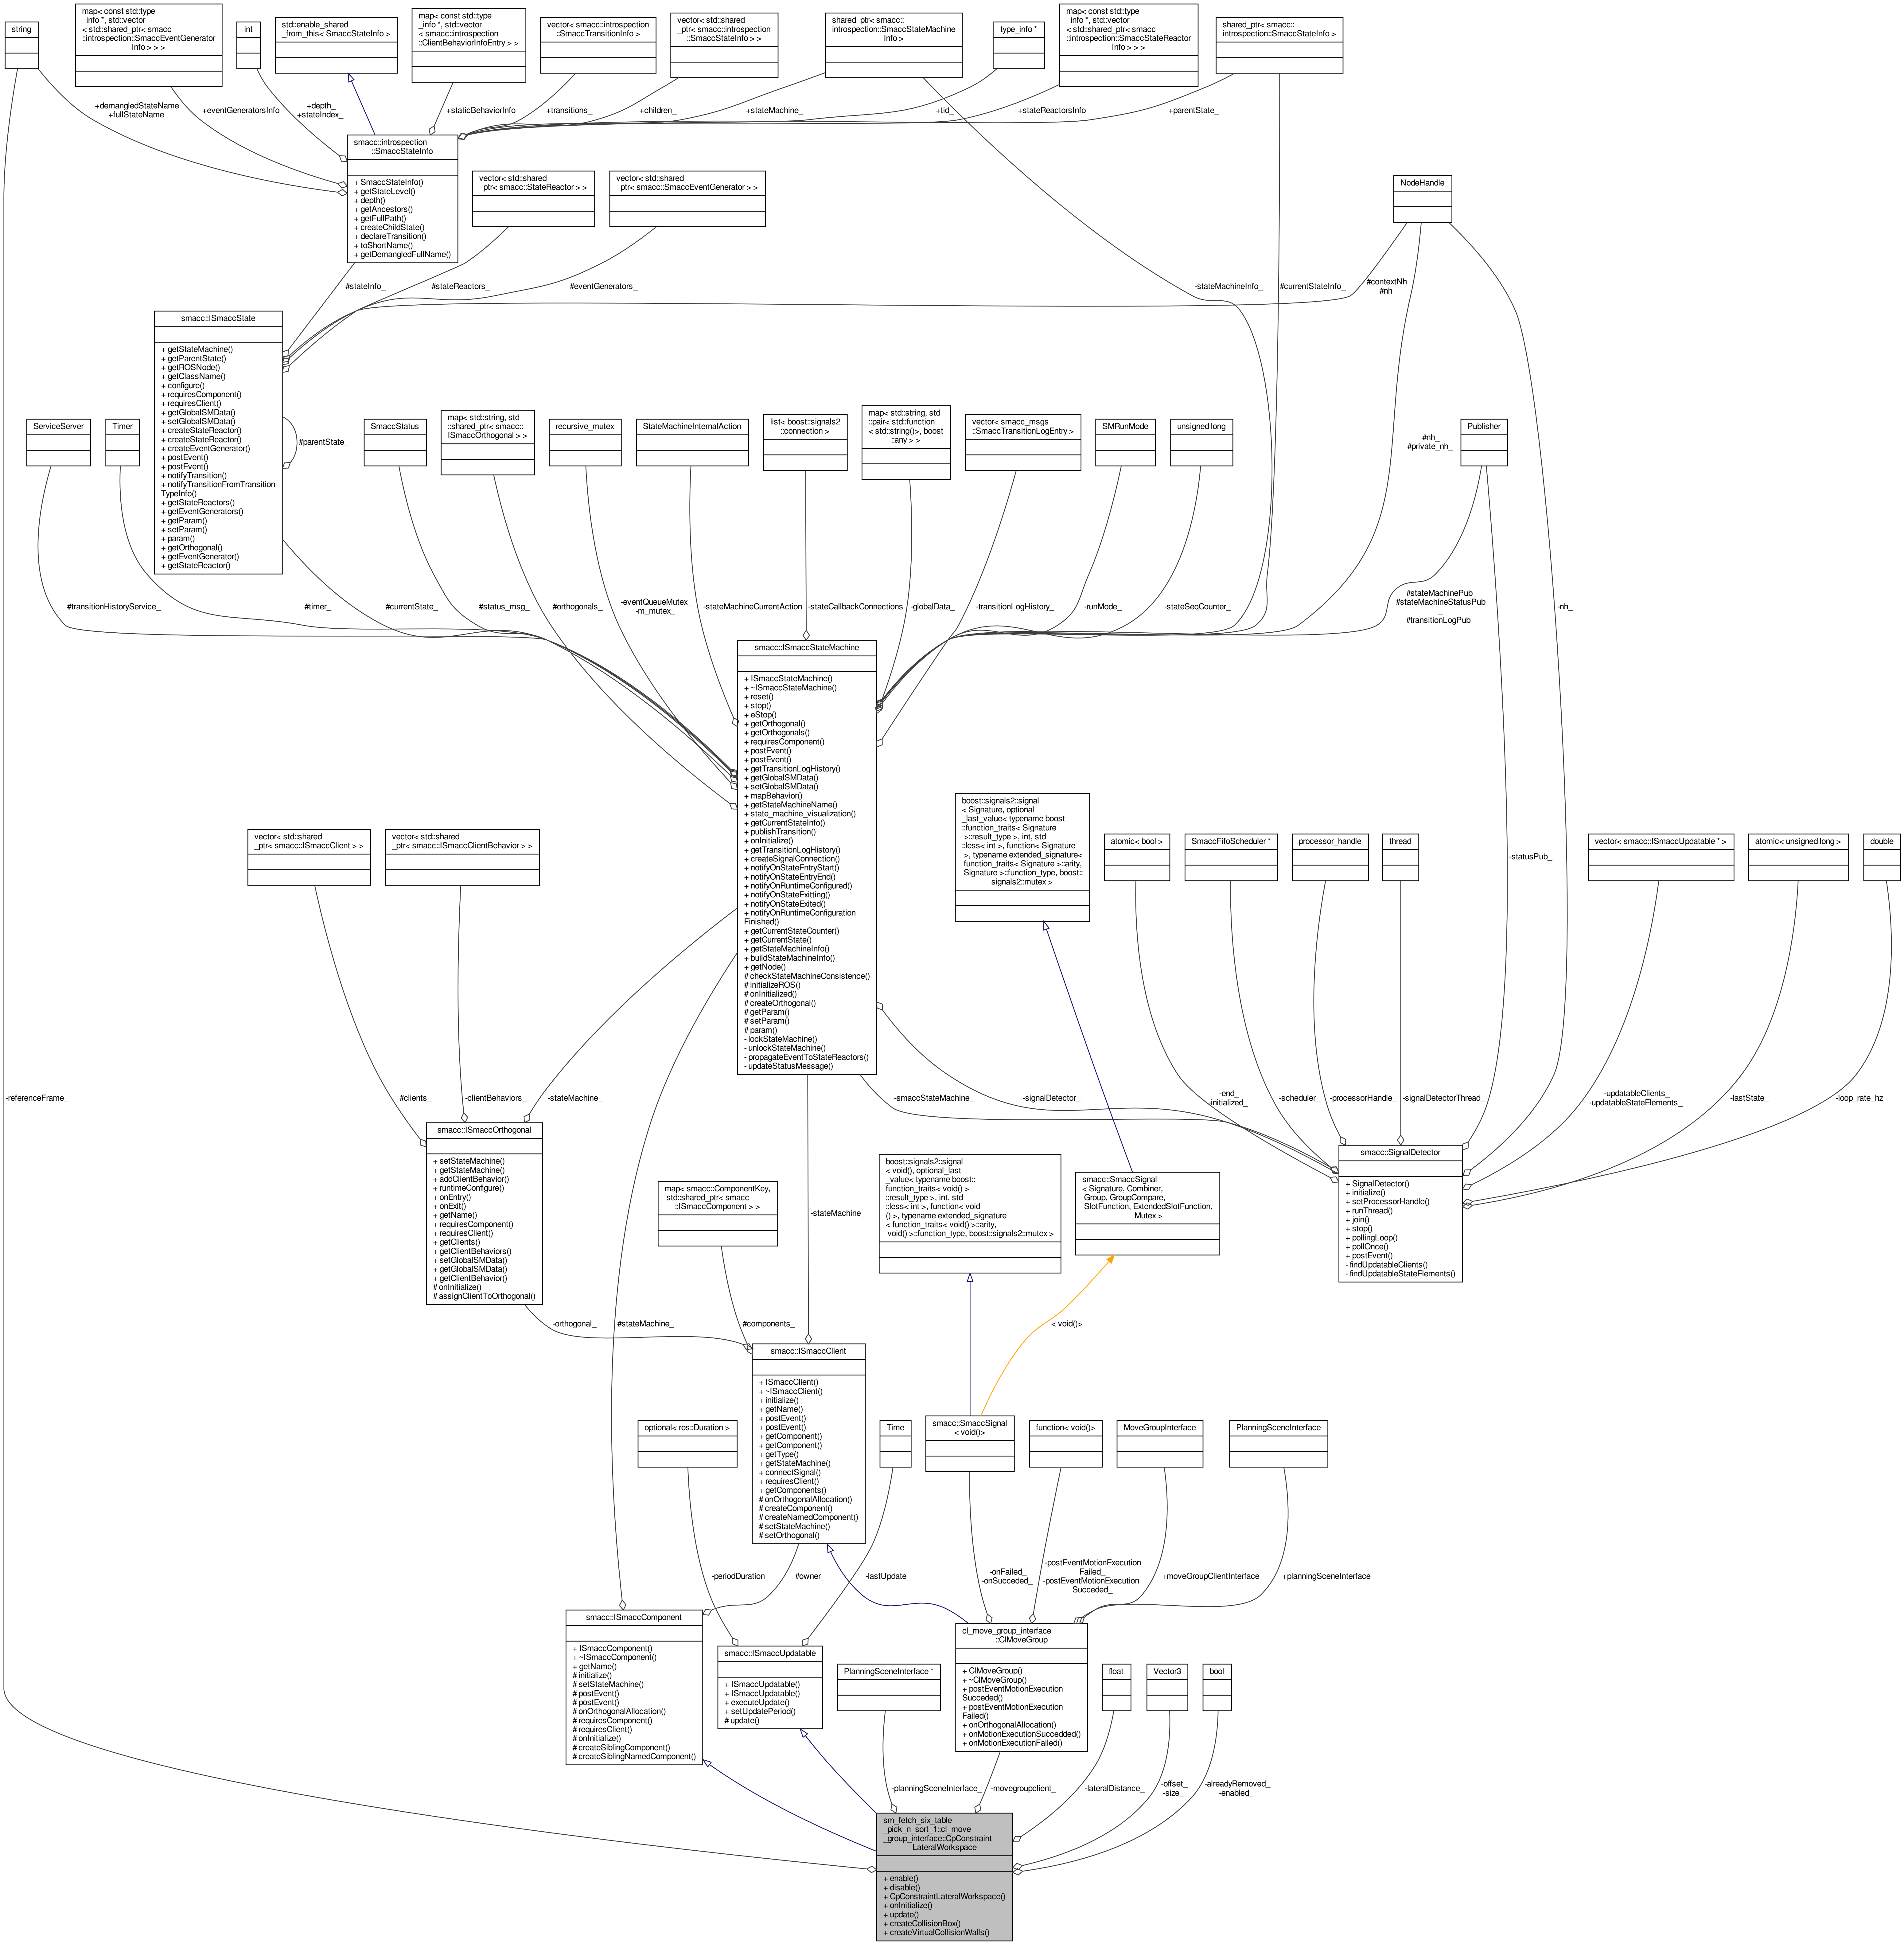 string
map< const std::type
_info *, std::vector
< std::shared_ptr< smacc
::introspection::SmaccEventGenerator
Info > > >
int
std::enable_shared
_from_this< SmaccStateInfo >
map< const std::type
_info *, std::vector
< smacc::introspection
::ClientBehaviorInfoEntry > >
vector< smacc::introspection
::SmaccTransitionInfo >
vector< std::shared
_ptr< smacc::introspection
::SmaccStateInfo > >
shared_ptr< smacc::
introspection::SmaccStateMachine
Info >
type_info *
map< const std::type
_info *, std::vector
< std::shared_ptr< smacc
::introspection::SmaccStateReactor
Info > > >
shared_ptr< smacc::
introspection::SmaccStateInfo >
+demangledStateName
+fullStateName
+eventGeneratorsInfo
+depth_
+stateIndex_
+staticBehaviorInfo
+transitions_
+children_
+stateMachine_
+tid_
+stateReactorsInfo
+parentState_
smacc::introspection
::SmaccStateInfo
+ SmaccStateInfo()
+ getStateLevel()
+ depth()
+ getAncestors()
+ getFullPath()
+ createChildState()
+ declareTransition()
+ toShortName()
+ getDemangledFullName()
vector< std::shared
_ptr< smacc::StateReactor > >
vector< std::shared
_ptr< smacc::SmaccEventGenerator > >
NodeHandle
#stateInfo_
#stateReactors_
#eventGenerators_
-stateMachineInfo_
#currentStateInfo_
#contextNh
#nh
smacc::ISmaccState
+ getStateMachine()
+ getParentState()
+ getROSNode()
+ getClassName()
+ configure()
+ requiresComponent()
+ requiresClient()
+ getGlobalSMData()
+ setGlobalSMData()
+ createStateReactor()
+ createStateReactor()
+ createEventGenerator()
+ postEvent()
+ postEvent()
+ notifyTransition()
+ notifyTransitionFromTransition
TypeInfo()
+ getStateReactors()
+ getEventGenerators()
+ getParam()
+ setParam()
+ param()
+ getOrthogonal()
+ getEventGenerator()
+ getStateReactor()
#parentState_
ServiceServer
Timer
SmaccStatus
map< std::string, std
::shared_ptr< smacc::
ISmaccOrthogonal > >
recursive_mutex
StateMachineInternalAction
list< boost::signals2
::connection >
map< std::string, std
::pair< std::function
< std::string()>, boost
::any > >
vector< smacc_msgs
::SmaccTransitionLogEntry >
SMRunMode
unsigned long
Publisher
#nh_
#private_nh_
#transitionHistoryService_
#timer_
#currentState_
#status_msg_
#orthogonals_
-eventQueueMutex_
-m_mutex_
-stateMachineCurrentAction
-stateCallbackConnections
-globalData_
-transitionLogHistory_
-runMode_
-stateSeqCounter_
#stateMachinePub_
#stateMachineStatusPub
_
#transitionLogPub_
-nh_
smacc::ISmaccStateMachine
+ ISmaccStateMachine()
+ ~ISmaccStateMachine()
+ reset()
+ stop()
+ eStop()
+ getOrthogonal()
+ getOrthogonals()
+ requiresComponent()
+ postEvent()
+ postEvent()
+ getTransitionLogHistory()
+ getGlobalSMData()
+ setGlobalSMData()
+ mapBehavior()
+ getStateMachineName()
+ state_machine_visualization()
+ getCurrentStateInfo()
+ publishTransition()
+ onInitialize()
+ getTransitionLogHistory()
+ createSignalConnection()
+ notifyOnStateEntryStart()
+ notifyOnStateEntryEnd()
+ notifyOnRuntimeConfigured()
+ notifyOnStateExitting()
+ notifyOnStateExited()
+ notifyOnRuntimeConfiguration
Finished()
+ getCurrentStateCounter()
+ getCurrentState()
+ getStateMachineInfo()
+ buildStateMachineInfo()
+ getNode()
# checkStateMachineConsistence()
# initializeROS()
# onInitialized()
# createOrthogonal()
# getParam()
# setParam()
# param()
- lockStateMachine()
- unlockStateMachine()
- propagateEventToStateReactors()
- updateStatusMessage()
boost::signals2::signal
< Signature, optional
_last_value< typename boost
::function_traits< Signature
>::result_type >, int, std
::less< int >, function< Signature
>, typename extended_signature<
function_traits< Signature >::arity,
Signature >::function_type, boost::
signals2::mutex >
vector< std::shared
_ptr< smacc::ISmaccClient > >
vector< std::shared
_ptr< smacc::ISmaccClientBehavior > >
atomic< bool >
SmaccFifoScheduler *
processor_handle
thread
-statusPub_
vector< smacc::ISmaccUpdatable * >
atomic< unsigned long >
double
-referenceFrame_
#clients_
-clientBehaviors_
-stateMachine_
-smaccStateMachine_
-signalDetector_
-end_
-initialized_
-scheduler_
-processorHandle_
-signalDetectorThread_
-updatableClients_
-updatableStateElements_
-lastState_
-loop_rate_hz
smacc::ISmaccOrthogonal
+ setStateMachine()
+ getStateMachine()
+ addClientBehavior()
+ runtimeConfigure()
+ onEntry()
+ onExit()
+ getName()
+ requiresComponent()
+ requiresClient()
+ getClients()
+ getClientBehaviors()
+ setGlobalSMData()
+ getGlobalSMData()
+ getClientBehavior()
# onInitialize()
# assignClientToOrthogonal()
map< smacc::ComponentKey,
std::shared_ptr< smacc
::ISmaccComponent > >
-stateMachine_
boost::signals2::signal
< void(), optional_last
_value< typename boost::
function_traits< void() >
::result_type >, int, std
::less< int >, function< void
() >, typename extended_signature
< function_traits< void() >::arity,
void() >::function_type, boost::signals2::mutex >
smacc::SmaccSignal
< Signature, Combiner,
Group, GroupCompare,
SlotFunction, ExtendedSlotFunction,
Mutex >
smacc::SignalDetector
+ SignalDetector()
+ initialize()
+ setProcessorHandle()
+ runThread()
+ join()
+ stop()
+ pollingLoop()
+ pollOnce()
+ postEvent()
- findUpdatableClients()
- findUpdatableStateElements()
-orthogonal_
#stateMachine_
#components_
< void()>
smacc::ISmaccClient
+ ISmaccClient()
+ ~ISmaccClient()
+ initialize()
+ getName()
+ postEvent()
+ postEvent()
+ getComponent()
+ getComponent()
+ getType()
+ getStateMachine()
+ connectSignal()
+ requiresClient()
+ getComponents()
# onOrthogonalAllocation()
# createComponent()
# createNamedComponent()
# setStateMachine()
# setOrthogonal()
optional< ros::Duration >
Time
smacc::SmaccSignal
< void()>
function< void()>
MoveGroupInterface
PlanningSceneInterface
-periodDuration_
#owner_
-lastUpdate_
-onFailed_
-onSucceded_
-postEventMotionExecution
Failed_
-postEventMotionExecution
Succeded_
+moveGroupClientInterface
+planningSceneInterface
smacc::ISmaccComponent
+ ISmaccComponent()
+ ~ISmaccComponent()
+ getName()
# initialize()
# setStateMachine()
# postEvent()
# postEvent()
# onOrthogonalAllocation()
# requiresComponent()
# requiresClient()
# onInitialize()
# createSiblingComponent()
# createSiblingNamedComponent()
smacc::ISmaccUpdatable
+ ISmaccUpdatable()
+ ISmaccUpdatable()
+ executeUpdate()
+ setUpdatePeriod()
# update()
PlanningSceneInterface *
cl_move_group_interface
::ClMoveGroup
+ ClMoveGroup()
+ ~ClMoveGroup()
+ postEventMotionExecution
Succeded()
+ postEventMotionExecution
Failed()
+ onOrthogonalAllocation()
+ onMotionExecutionSuccedded()
+ onMotionExecutionFailed()
float
Vector3
bool
-planningSceneInterface_
-movegroupclient_
-lateralDistance_
-offset_
-size_
-alreadyRemoved_
-enabled_
sm_fetch_six_table
_pick_n_sort_1::cl_move
_group_interface::CpConstraint
LateralWorkspace
+ enable()
+ disable()
+ CpConstraintLateralWorkspace()
+ onInitialize()
+ update()
+ createCollisionBox()
+ createVirtualCollisionWalls()